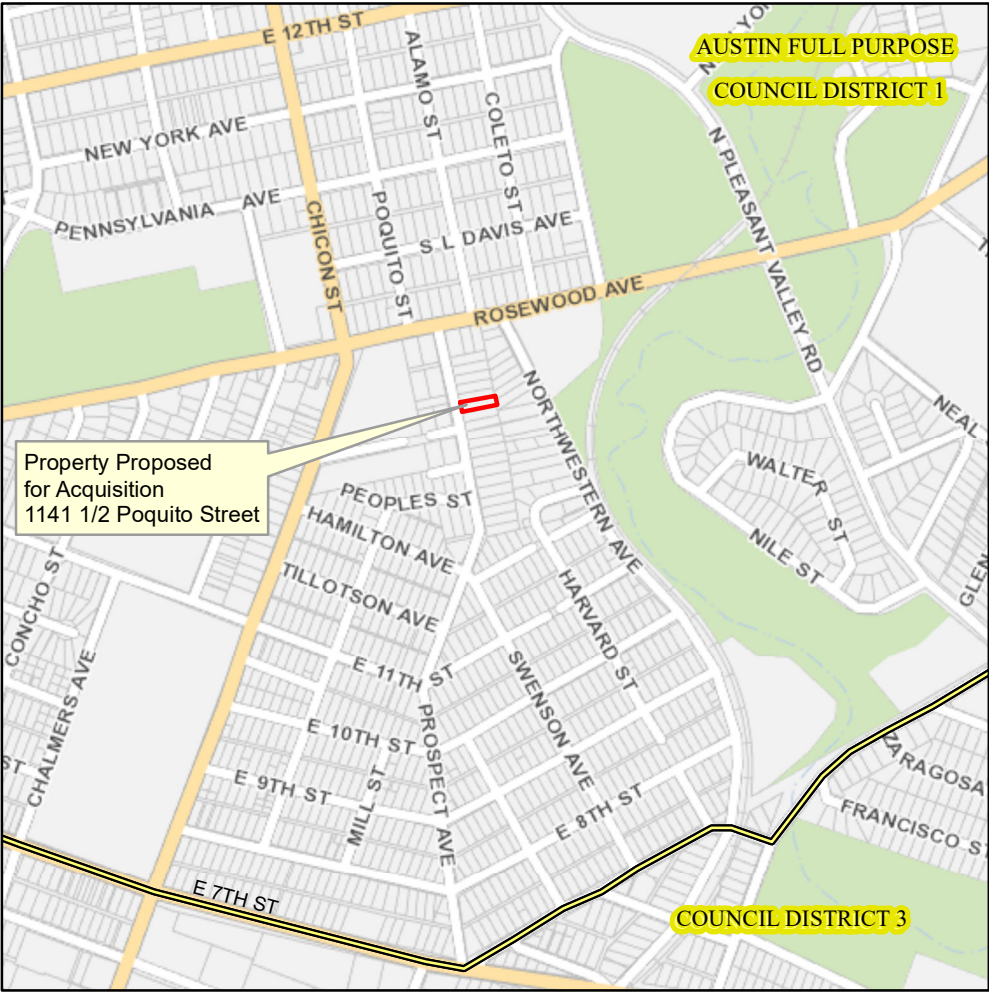 E 12TH ST
ALAMO ST
COLETO ST
AUSTIN FULL PURPOSE
COUNCIL DISTRICT 1
NEW YORK AVE
N PLEASANT VALLEY RD
PENNSYLVANIA AVE
CHICON ST
POQUITO ST
S L DAVIS AVE
ROSEWOOD AVE
NORTHWESTERN AVE
NEAL
Property Proposed
for Acquisition
1141 1/2 Poquito Street
WALTER ST
PEOPLES ST
HAMILTON AVE
NILE ST
TILLOTSON AVE
HARVARD ST
GLEN
CONCHO ST
E 11TH ST
SWENSON AVE
CHALMERS AVE
PROSPECT AVE
E 10TH ST
ST
ZARAGOSA
E 9TH ST
MILL ST
E 8TH ST
FRANCISCO S
E 7TH ST
COUNCIL DISTRICT 3